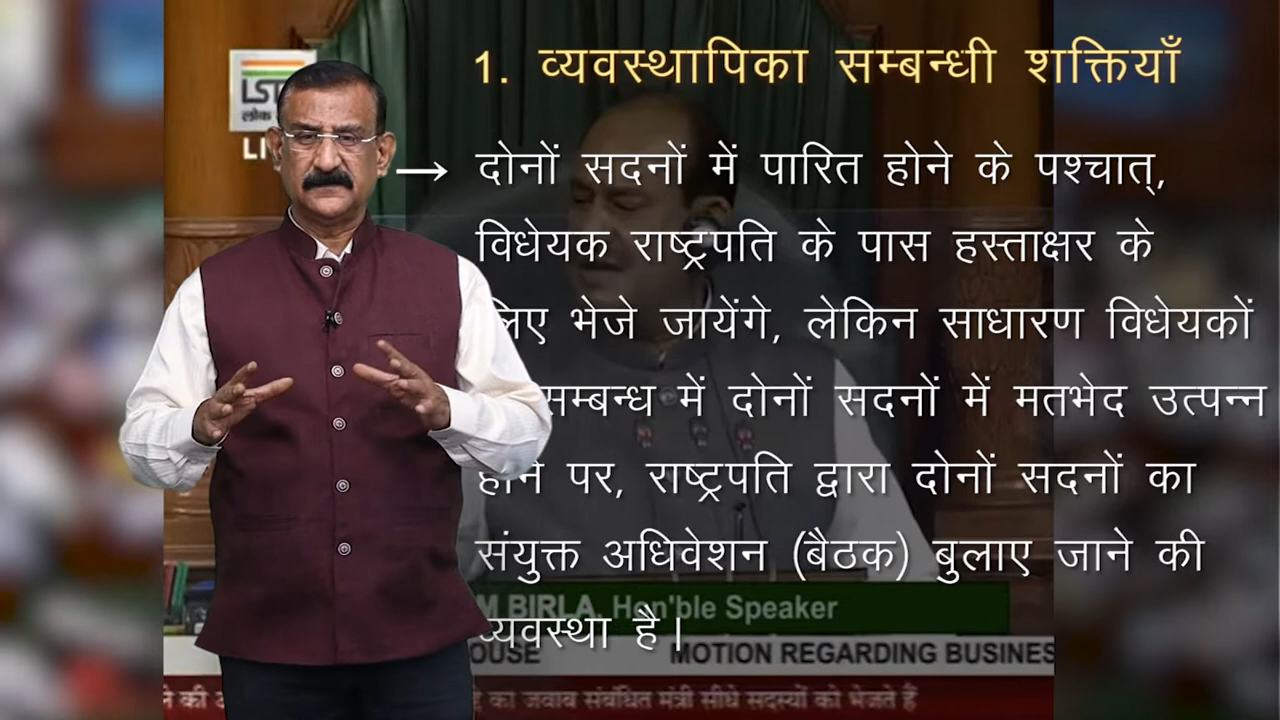 1. व्यवस्थापिका सम्बन्धी शक्तियाँ
→ दोनों सदनों में पारित होने के पश्चात्,
विधेयक राष्ट्रपति के पास हस्ताक्षर के
लिए भेजे जायेंगे, लेकिन साधारण विधेयकों
सम्बन्ध में दोनों सदनों में मतभेद उत्पन्न
होने पर, राष्ट्रपति द्वारा दोनों सदनों का
संयुक्त अधिवेशन (बैठक) बुलाए जाने की
व्यवस्था है।
M BIRLA, Hon'ble Speaker
OUSE MOTION REGARDING BUSINES
ने की का जवाब संबंधित मंत्री सीधे सदस्यों को भेजते हैं